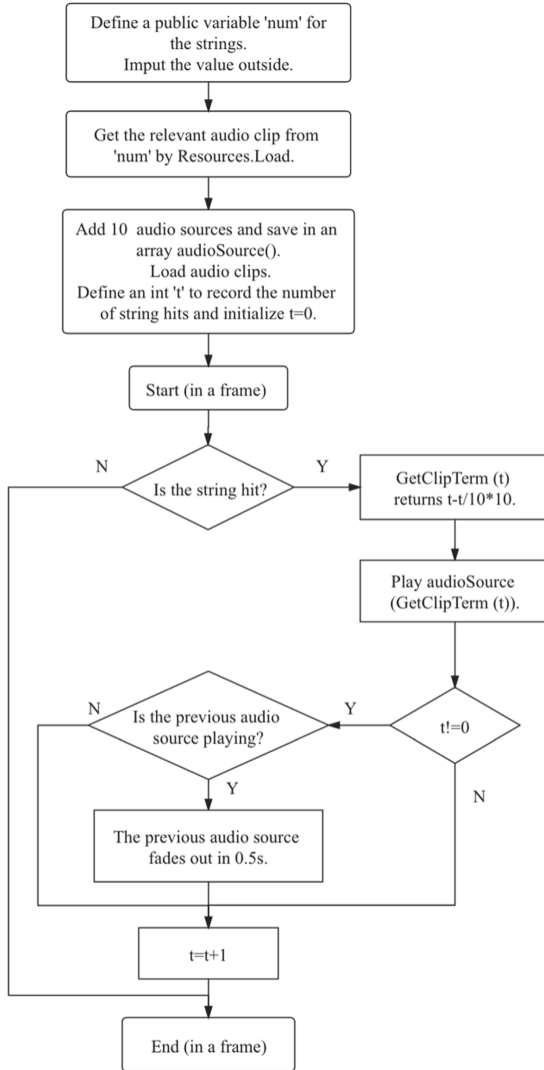 Define a public variable 'num' for
the strings.
Imput the value outside.
Get the relevant audio clip from
'num' by Resources.Load.
Add 10 audio sources and save in an
array audioSource().
Load audio clips.
Define an int 't' to record the number
of string hits and initialize t=0.
Start (in a frame)
N
Is the string hit?
Y
GetClipTerm (t)
returns t-t/10*10.
Play audioSource
(GetClipTerm (t)).
t!=0
Y
N
Is the previous audio
source playing?
N
Y
The previous audio source
fades out in 0.5s.
t=t+1
End (in a frame)